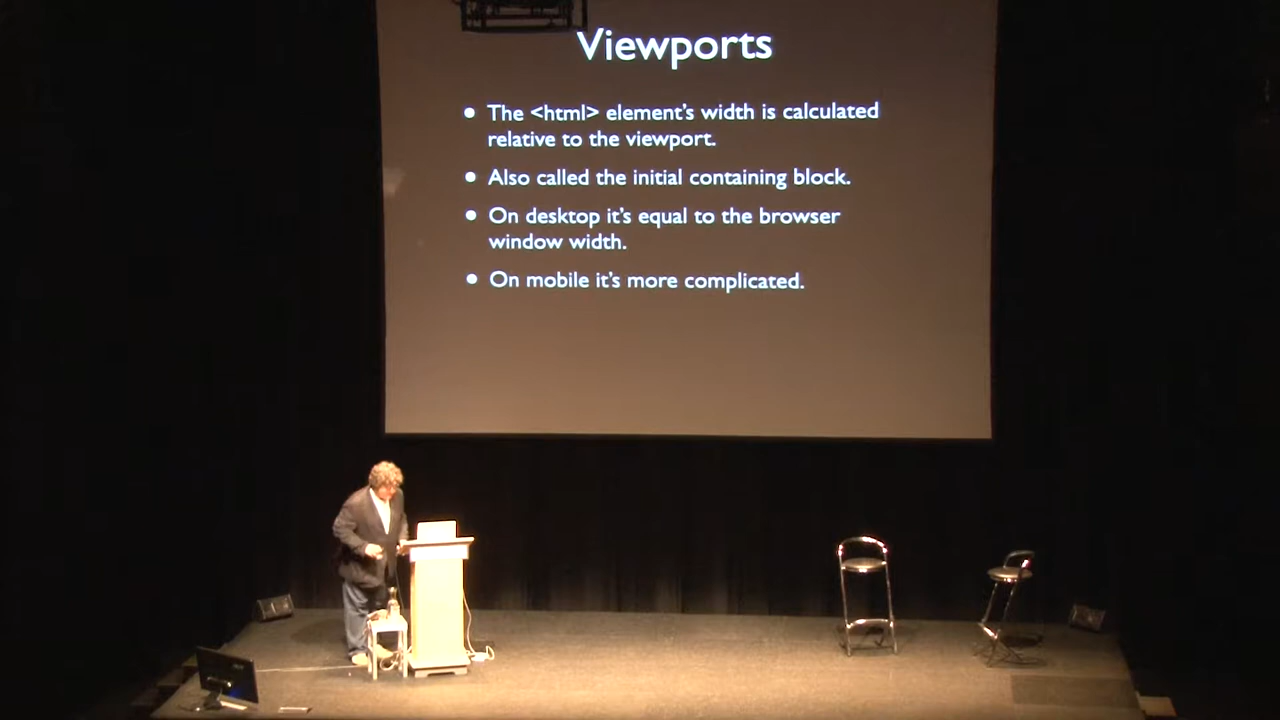 Viewports
• The <html> element's width is calculated
relative to the viewport.
• Also called the initial containing block.
• On desktop it's equal to the browser
window width.
• On mobile it's more complicated.